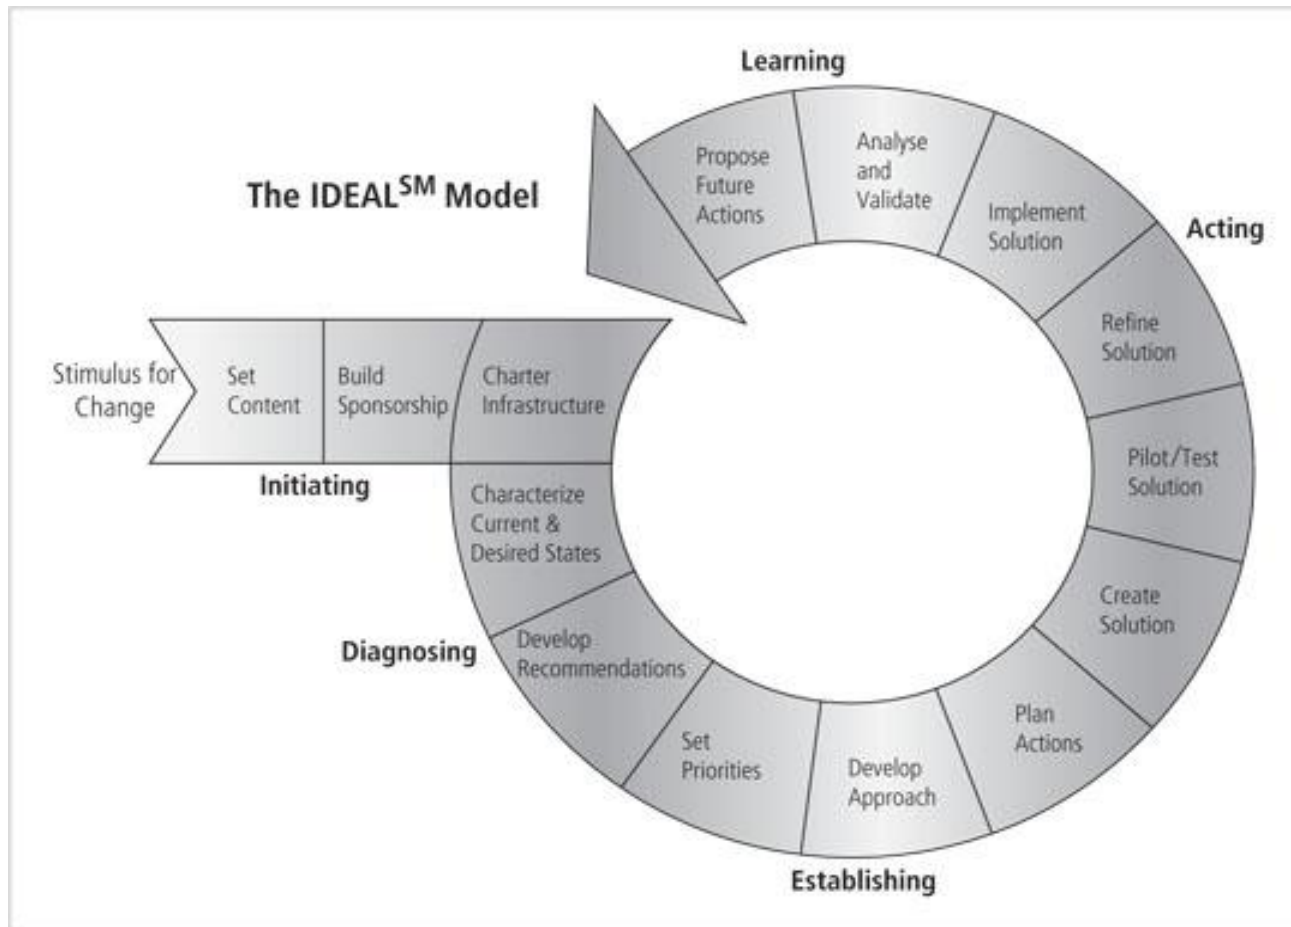 The IDEALSM Model
Stimulus for
Change
Set
Content
Build
Sponsorship
Charter
Infrastructure
Initiating
Characterize
Current &
Desired States
Develop
Recommendations
Diagnosing
Set
Priorities
Develop
Approach
Plan
Actions
Establishing
Create
Solution
Pilot/Test
Solution
Refine
Solution
Implement
Solution
Acting
Analyse
and
Validate
Propose
Future
Actions
Learning